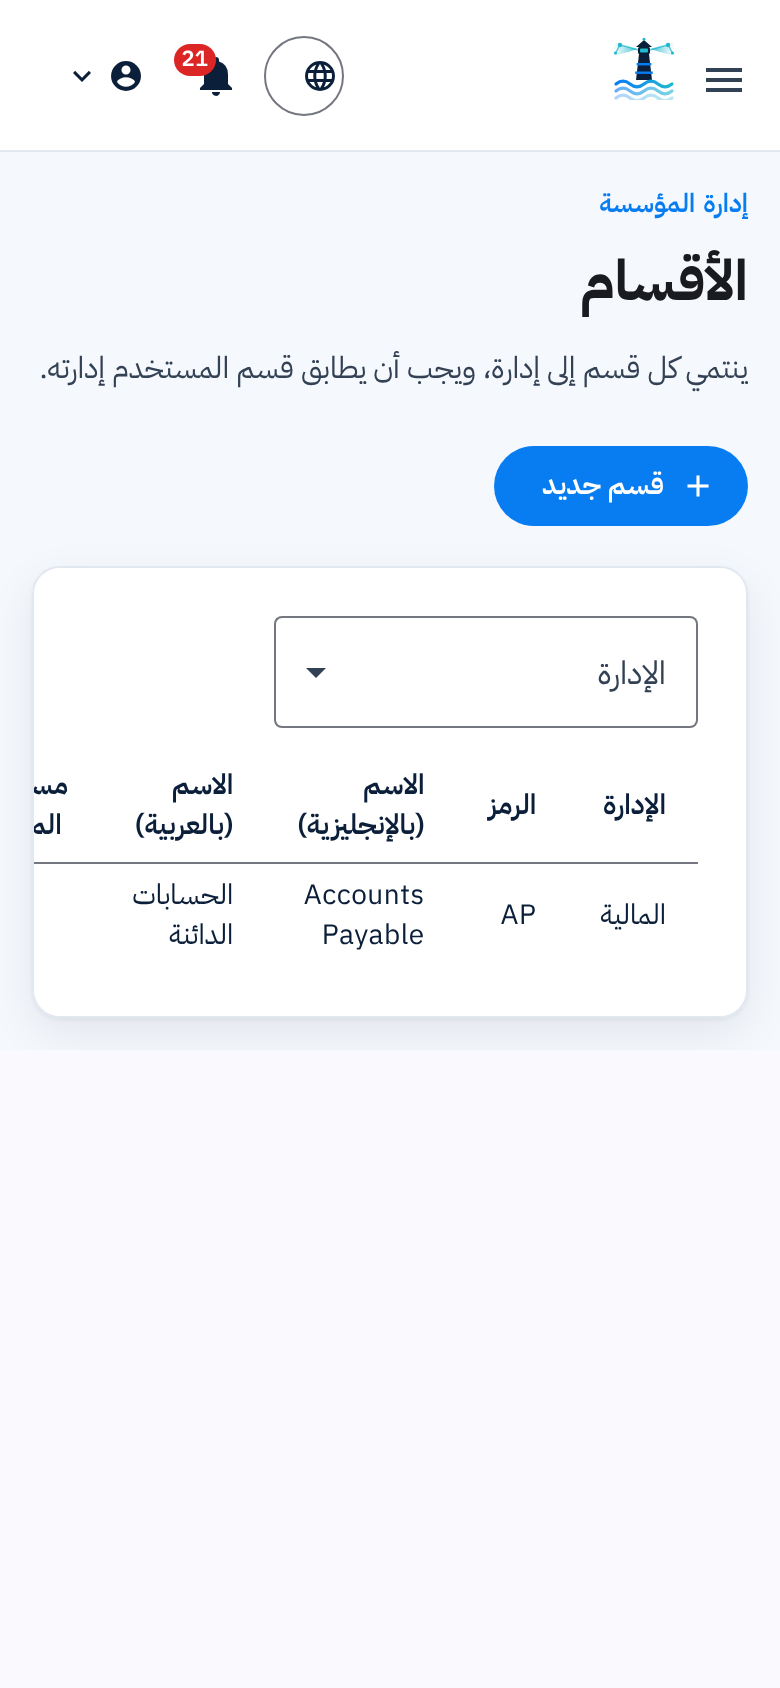 21
إدارة المؤسسة
الأقسام
ينتمي كل قسم إلى إدارة، ويجب أن يطابق قسم المستخدم إدارته.
قسم جديد
الإدارة
الإدارة
الرمز
الاسم
(بالإنجليزية)
الاسم
(بالعربية)
المالية
AP
Accounts
Payable
الحسابات
الدائنة